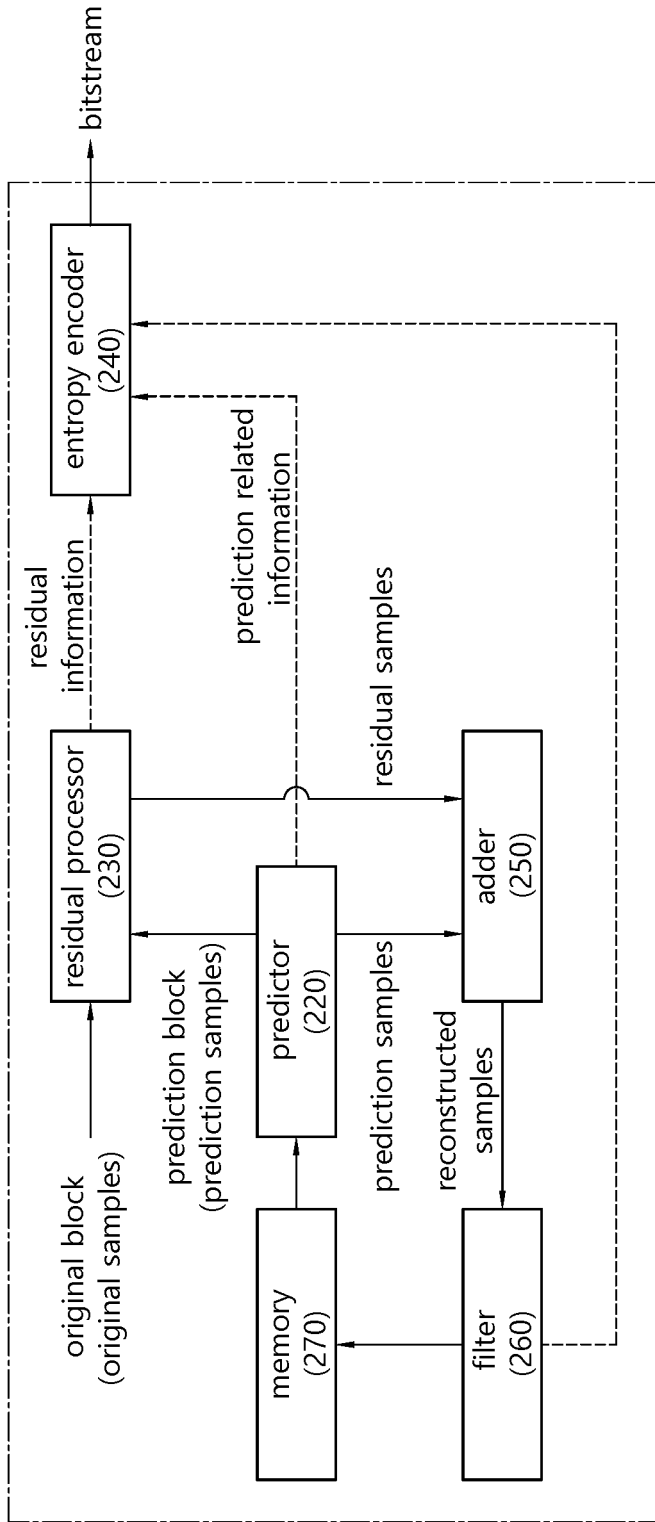 original block
(original samples)
residual processor
(230)
residual
information
entropy encoder
(240)
bitstream
prediction block
(prediction samples)
memory
(270)
predictor
(220)
prediction related
information
prediction samples
residual samples
filter
(260)
reconstructed
samples
adder
(250)